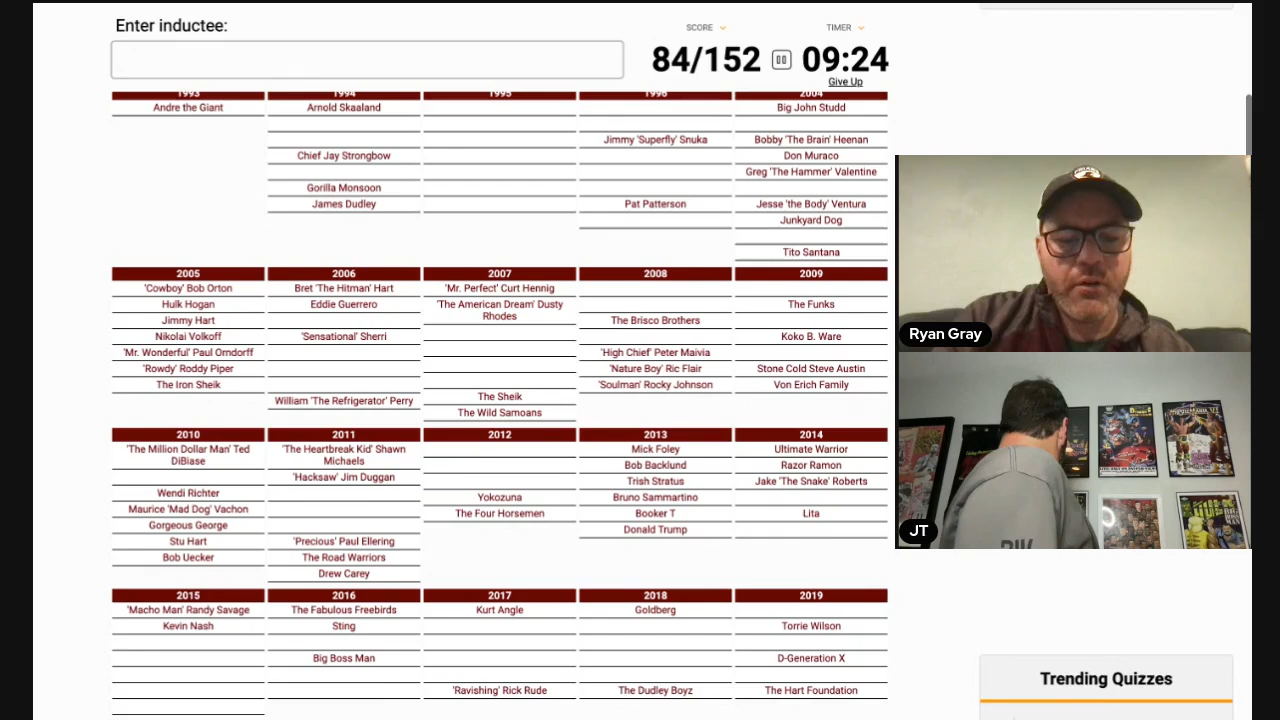 Enter inductee:
SCORE
TIMER
84/152
09:24
Give Up
1993 1994 1995 1996 2004
Andre the Giant Arnold Skaaland Big John Studd
Jimmy 'Superfly' Snuka Bobby 'The Brain' Heenan
Chief Jay Strongbow Don Muraco
Greg 'The Hammer' Valentine
Gorilla Monsoon
James Dudley Pat Patterson Jesse 'the Body' Ventura
Junkyard Dog
Tito Santana
2005 2006 2007 2008 2009
'Cowboy' Bob Orton Bret 'The Hitman' Hart 'Mr. Perfect' Curt Hennig
Hulk Hogan Eddie Guerrero 'The American Dream' Dusty The Funks
Rhodes
Jimmy Hart The Brisco Brothers
Nikolai Volkoff 'Sensational' Sherri Koko B. Ware
'Mr. Wonderful' Paul Orndorff 'High Chief' Peter Maivia
'Rowdy' Roddy Piper 'Nature Boy' Ric Flair Stone Cold Steve Austin
The Iron Sheik 'Soulman' Rocky Johnson Von Erich Family
William 'The Refrigerator' Perry The Sheik
The Wild Samoans
2010 2011 2012 2013 2014
'The Million Dollar Man' Ted 'The Heartbreak Kid' Shawn Mick Foley Ultimate Warrior
DiBiase Michaels
Bob Backlund Razor Ramon
'Hacksaw' Jim Duggan Trish Stratus Jake 'The Snake' Roberts
Wendi Richter Yokozuna Bruno Sammartino
Maurice 'Mad Dog' Vachon The Four Horsemen Booker T Lita
Gorgeous George Donald Trump
Stu Hart 'Precious' Paul Ellering
Bob Uecker The Road Warriors
Drew Carey
2015 2016 2017 2018 2019
'Macho Man' Randy Savage The Fabulous Freebirds Kurt Angle Goldberg
Kevin Nash Sting Torrie Wilson
Big Boss Man D-Generation X
'Ravishing' Rick Rude The Dudley Boyz The Hart Foundation
Ryan Gray
JT
Trending Quizzes